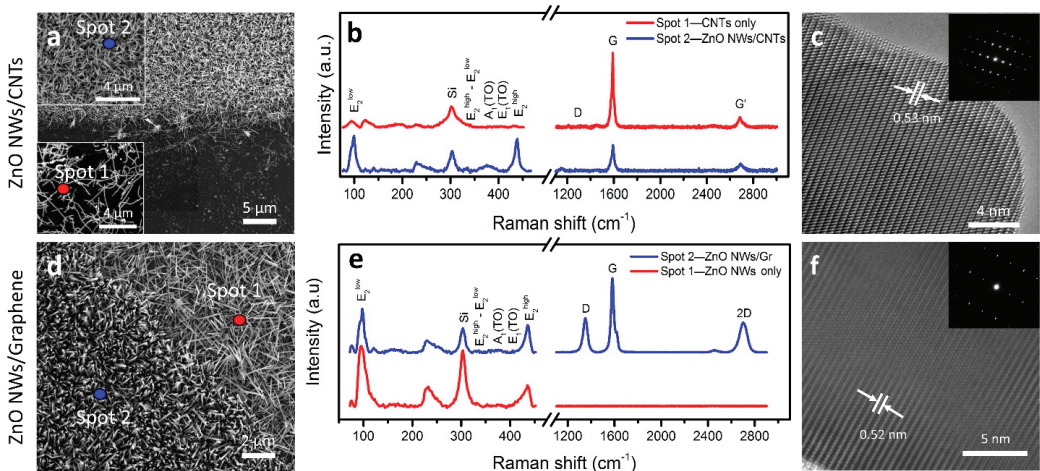 ZnO NWs/CNTs
a
Spot 2
4 µm
Spot 1
4 µm
5 µm
b
Spot 1—CNTs only
Spot 2—ZnO NWs/CNTs
Intensity (a.u.)
E₂ˡᵒʷ
Si
E₂ʰⁱᵍʰ - E₂ˡᵒʷ
A₁(TO)
E₁(TO)
E₂ʰⁱᵍʰ
D
G
G'
100 200 300 400 1200 1600 2000 2400 2800
Raman shift (cm⁻¹)
c
0.53 nm
4 nm
ZnO NWs/Graphene
d
Spot 1
Spot 2
2 µm
e
Spot 2—ZnO NWs/Gr
Spot 1—ZnO NWs only
Intensity (a.u)
E₂ˡᵒʷ
Si
E₂ʰⁱᵍʰ - E₂ˡᵒʷ
A₁(TO)
E₁(TO)
E₂ʰⁱᵍʰ
D
G
2D
100 200 300 400 1200 1600 2000 2400 2800
Raman shift (cm⁻¹)
f
0.52 nm
5 nm